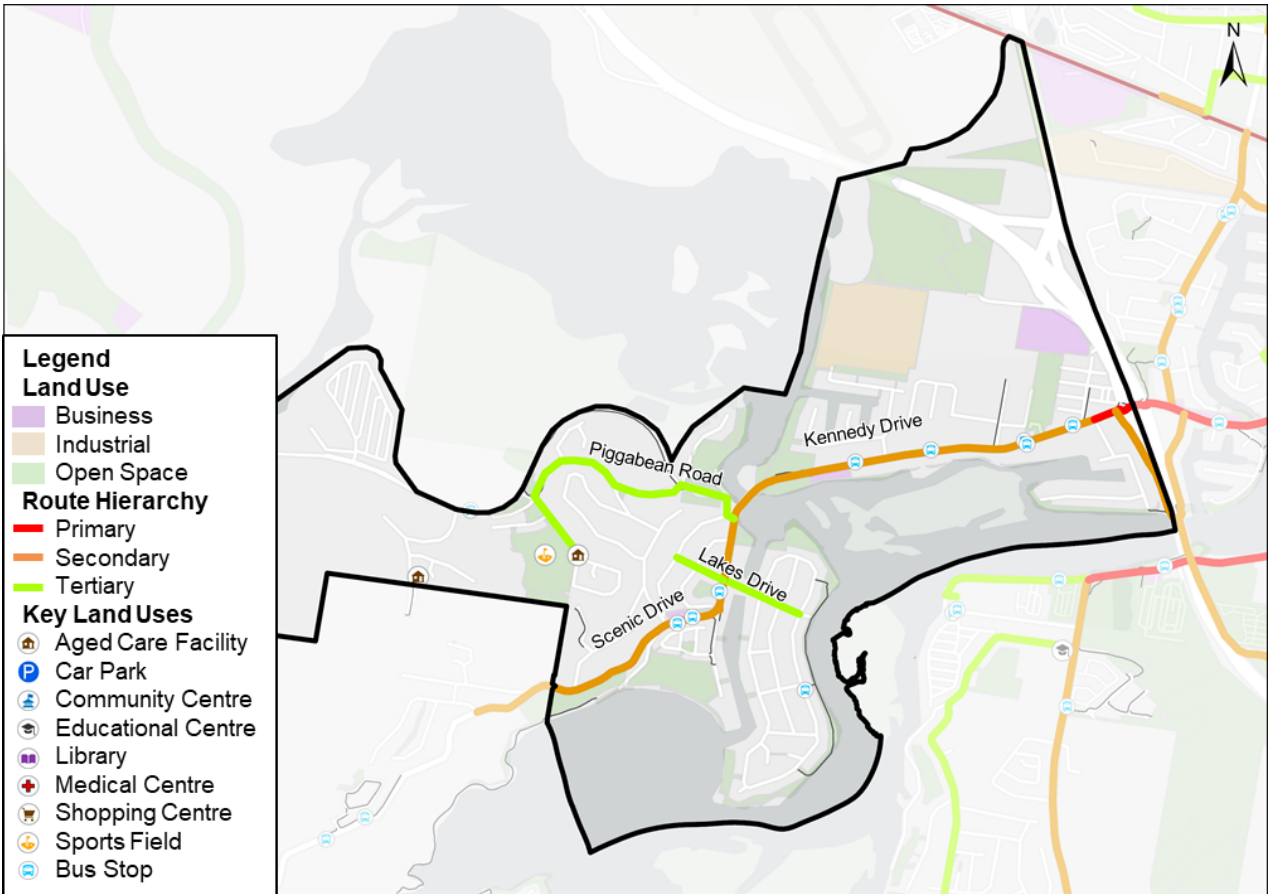 N
Kennedy Drive
Piggabean Road
Lakes Drive
Scenic Drive
Legend
Land Use
Business
Industrial
Open Space
Route Hierarchy
Primary
Secondary
Tertiary
Key Land Uses
Aged Care Facility
P Car Park
Community Centre
Educational Centre
Library
Medical Centre
Shopping Centre
Sports Field
Bus Stop